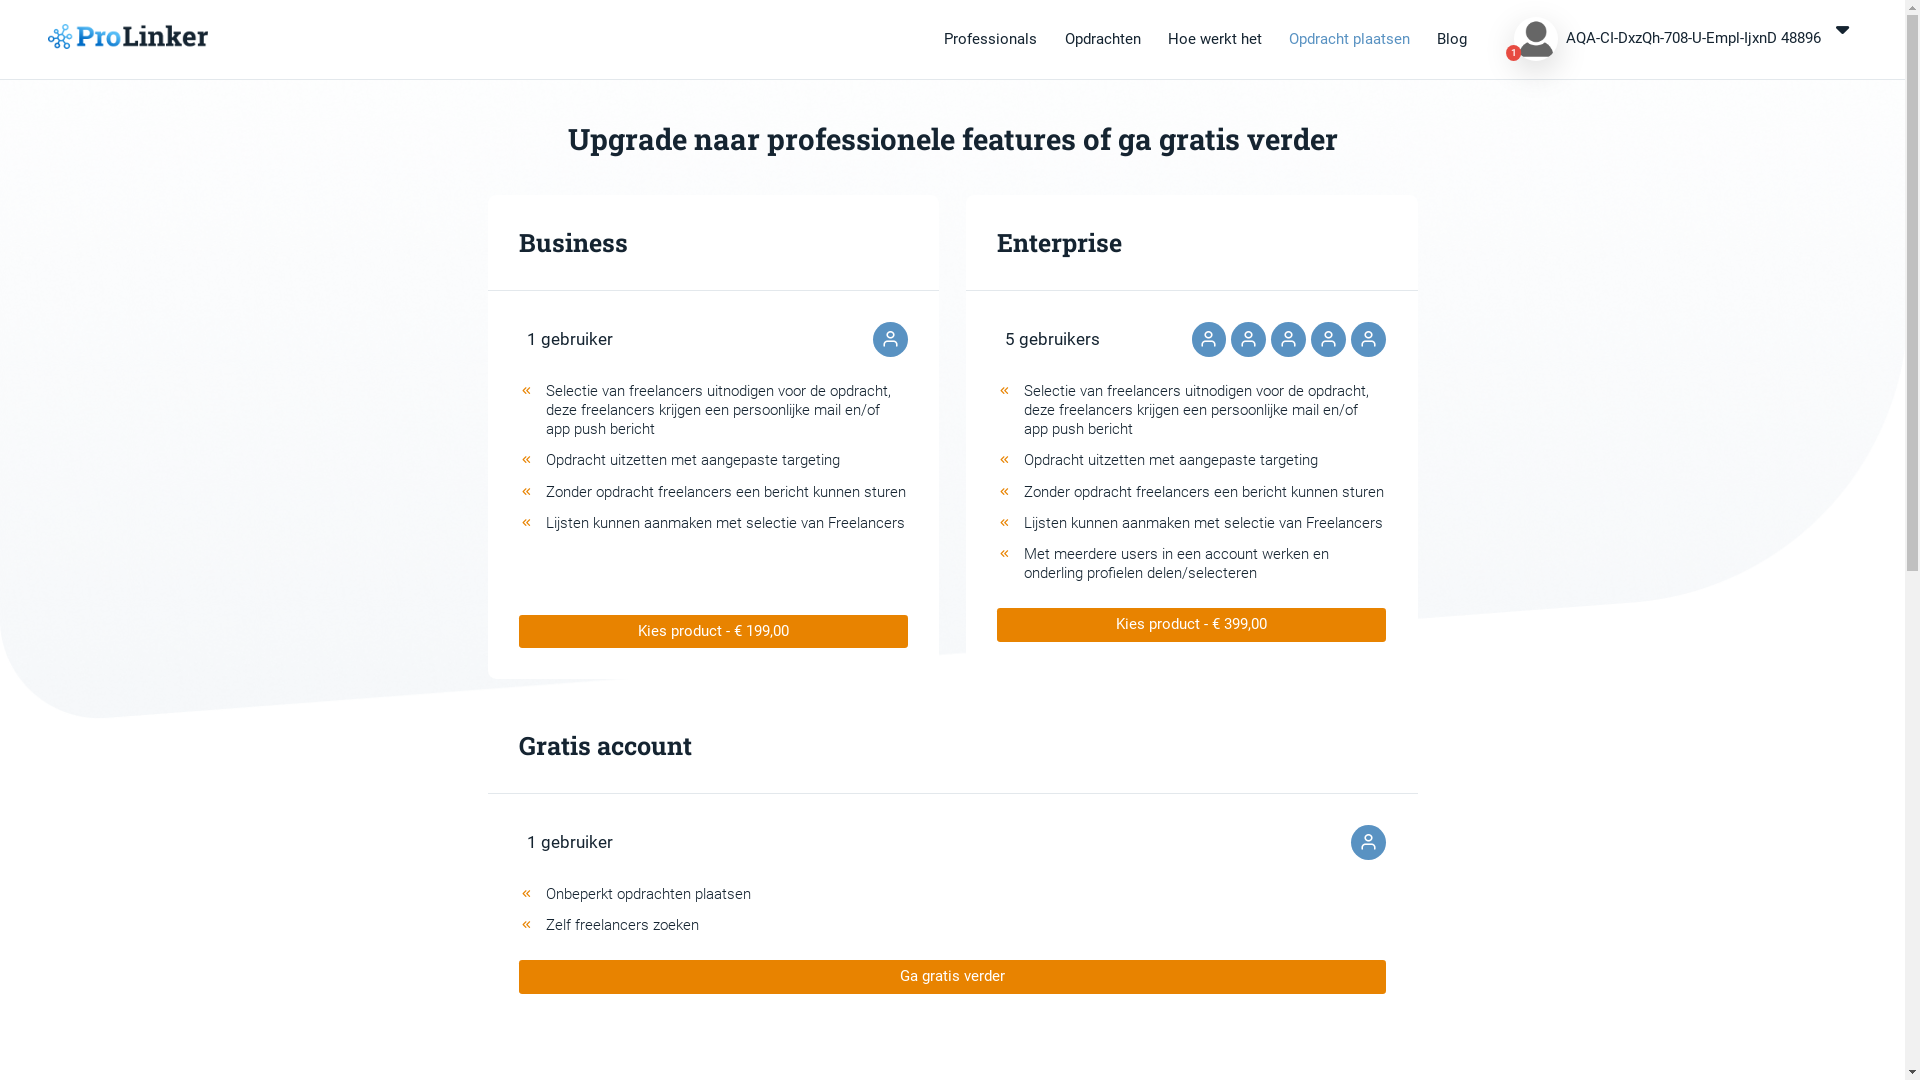 ProLinker
Professionals
Opdrachten
Hoe werkt het
Opdracht plaatsen
Blog
1
AQA-CI-DxzQh-708-U-Empl-IjxnD 48896
Upgrade naar professionele features of ga gratis verder
Business
1 gebruiker
Selectie van freelancers uitnodigen voor de opdracht,
deze freelancers krijgen een persoonlijke mail en/of
app push bericht
Opdracht uitzetten met aangepaste targeting
Zonder opdracht freelancers een bericht kunnen sturen
Lijsten kunnen aanmaken met selectie van Freelancers
Kies product - € 199,00
Enterprise
5 gebruikers
Selectie van freelancers uitnodigen voor de opdracht,
deze freelancers krijgen een persoonlijke mail en/of
app push bericht
Opdracht uitzetten met aangepaste targeting
Zonder opdracht freelancers een bericht kunnen sturen
Lijsten kunnen aanmaken met selectie van Freelancers
Met meerdere users in een account werken en
onderling profielen delen/selecteren
Kies product - € 399,00
Gratis account
1 gebruiker
Onbeperkt opdrachten plaatsen
Zelf freelancers zoeken
Ga gratis verder